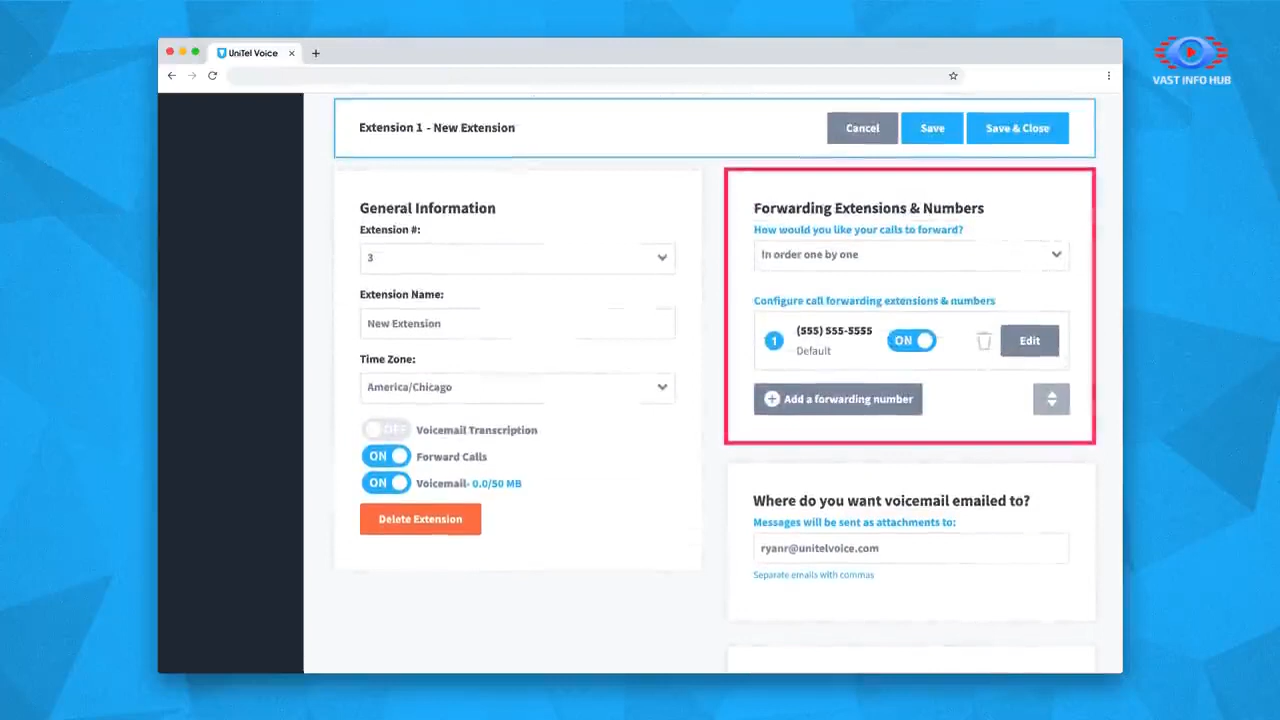 UniTel Voice
VAST INFO HUB
Extension 1 - New Extension
Cancel
Save
Save & Close
General Information
Extension #:
3
Extension Name:
New Extension
Time Zone:
America/Chicago
OFF Voicemail Transcription
ON Forward Calls
ON Voicemail- 0.0/50 MB
Delete Extension
Forwarding Extensions & Numbers
How would you like your calls to forward?
In order one by one
Configure call forwarding extensions & numbers
1 (555) 555-5555
Default
ON
Edit
Add a forwarding number
Where do you want voicemail emailed to?
Messages will be sent as attachments to:
ryanr@unitelvoice.com
Separate emails with commas